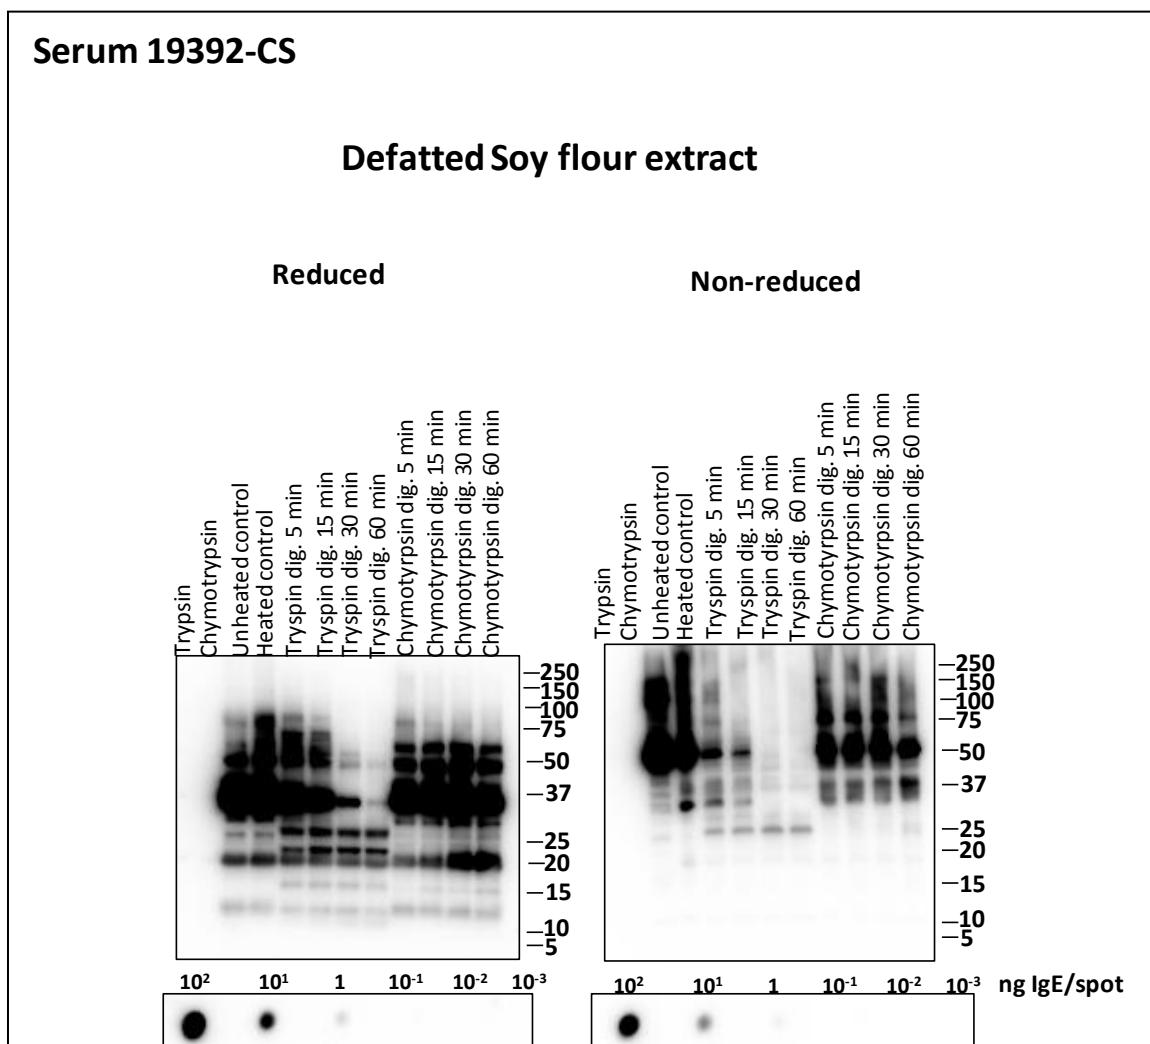 Serum 19392-CS
Defatted Soy flour extract
Reduced
Trypsin
Chymotrypsin
Unheated control
Heated control
Tryspin dig. 5 min
Tryspin dig. 15 min
Tryspin dig. 30 min
Tryspin dig. 60 min
Chymotyrpsin dig. 5 min
Chymotyrpsin dig. 15 min
Chymotyrpsin dig. 30 min
Chymotyrpsin dig. 60 min
250
150
100
75
50
37
25
20
15
10
5
10² 10¹ 1 10⁻¹ 10⁻² 10⁻³
Non-reduced
Trypsin
Chymotrypsin
Unheated control
Heated control
Tryspin dig. 5 min
Tryspin dig. 15 min
Tryspin dig. 30 min
Tryspin dig. 60 min
Chymotyrpsin dig. 5 min
Chymotyrpsin dig. 15 min
Chymotyrpsin dig. 30 min
Chymotyrpsin dig. 60 min
250
150
100
75
50
37
25
20
15
10
5
10² 10¹ 1 10⁻¹ 10⁻² 10⁻³ ng IgE/spot